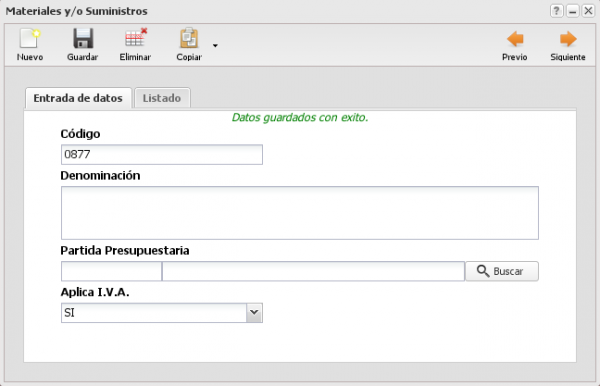 Materiales y/o Suministros
?
Nuevo Guardar Eliminar Copiar Previo Siguiente
Entrada de datos Listado
Datos guardados con exito.
Código
0877
Denominación
Partida Presupuestaria
Buscar
Aplica I.V.A.
SI